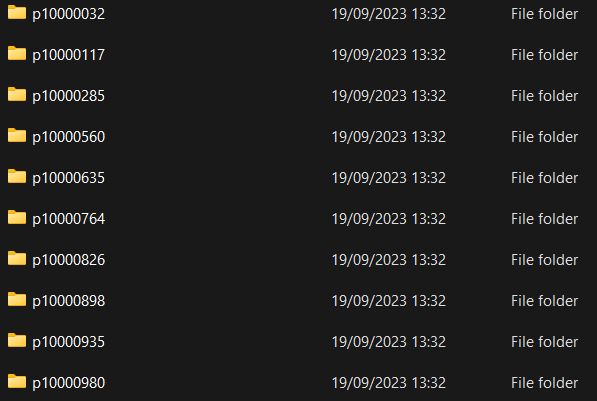 p10000032 19/09/2023 13:32 File folder
p10000117 19/09/2023 13:32 File folder
p10000285 19/09/2023 13:32 File folder
p10000560 19/09/2023 13:32 File folder
p10000635 19/09/2023 13:32 File folder
p10000764 19/09/2023 13:32 File folder
p10000826 19/09/2023 13:32 File folder
p10000898 19/09/2023 13:32 File folder
p10000935 19/09/2023 13:32 File folder
p10000980 19/09/2023 13:32 File folder